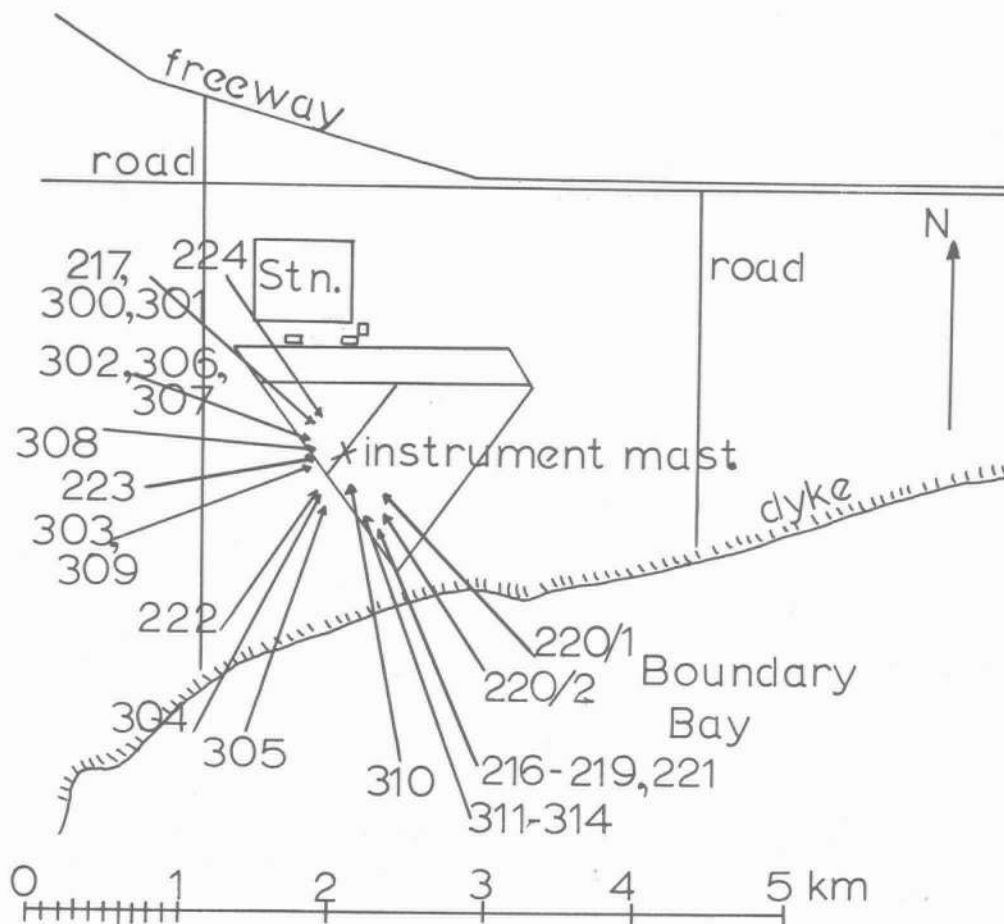 freeway
road
N
217,
300,301
224
Stn.
road
302,306,
307
308
instrument mast
223
dyke
303,
309
222
220/1
220/2
Boundary
Bay
304
305
310
216-219,221
311-314
0 1 2 3 4 5 km